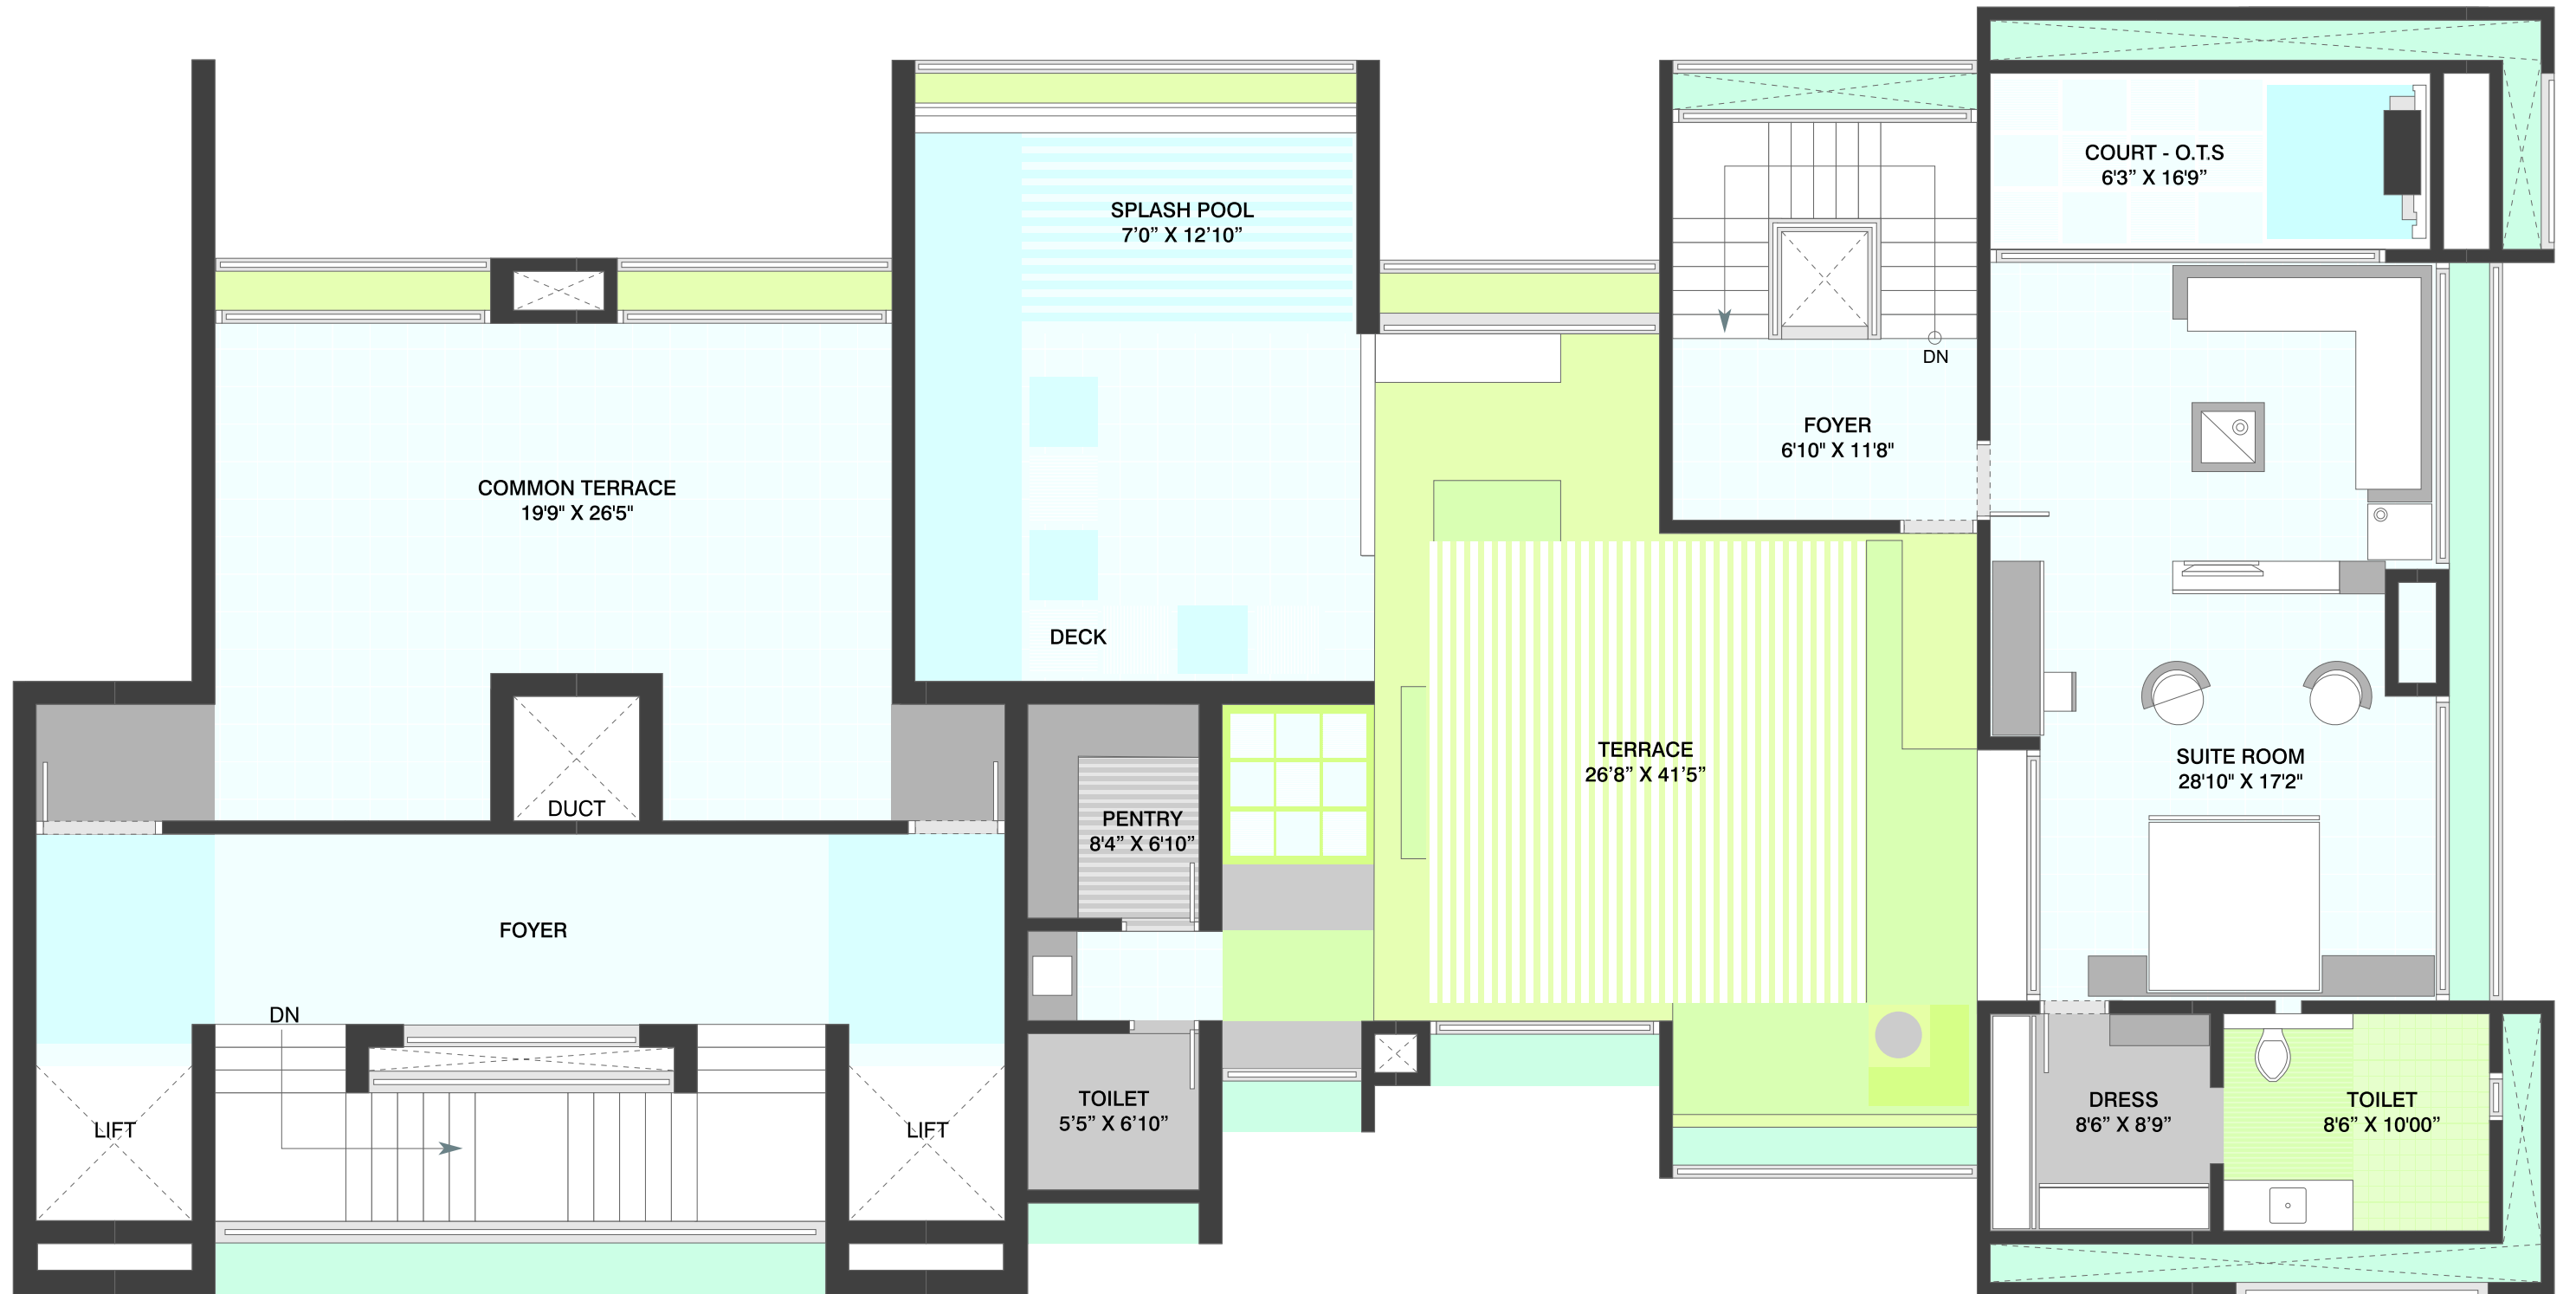 COURT - O.T.S
6'3” X 16'9”
SPLASH POOL
7’0” X 12’10”
DN
FOYER
6'10" X 11'8"
COMMON TERRACE
19'9" X 26'5"
DECK
TERRACE
26’8” X 41’5”
SUITE ROOM
28'10" X 17'2"
DUCT
PENTRY
8'4” X 6’10”
FOYER
DN
LIFT
LIFT
TOILET
5’5” X 6’10”
DRESS
8'6” X 8’9”
TOILET
8'6” X 10'00”